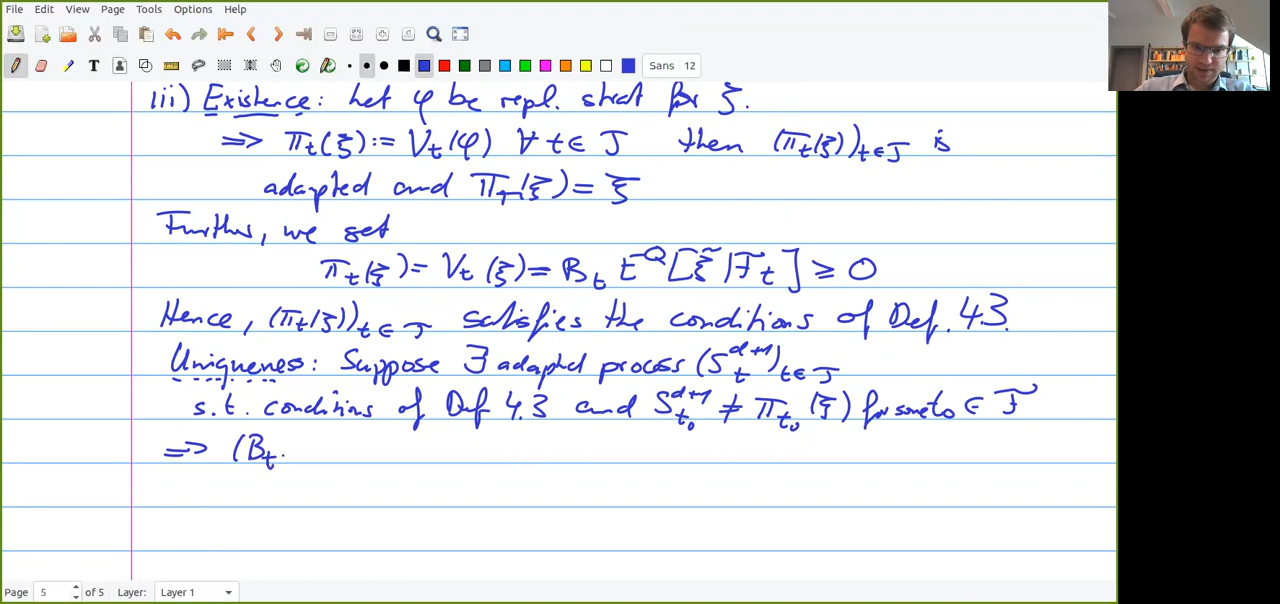 File Edit View Page Tools Options Help
Sans 12
iii) Existence: Let φ be repl. strat for ξ.
⇒ π_t(ξ) := V_t(φ) ∀ t ∈ J then (π_t(ξ))_{t∈J} is
adapted and π_T(ξ) = ξ
Further, we get
π_t(ξ) = V_t(ξ) = B_t E^Q[ξ̃|F_t] ≥ 0
Hence, (π_t(ξ))_{t∈J} satisfies the conditions of Def. 4.3.
Uniqueness: Suppose ∃ adapted process (S_t^{d+1})_{t∈J}
s.t. conditions of Def 4.3 and S_{t_0}^{d+1} ≠ π_{t_0}(ξ) for some t_0 ∈ J
⇒ (B_t.
Page 5 of 5 Layer: Layer 1